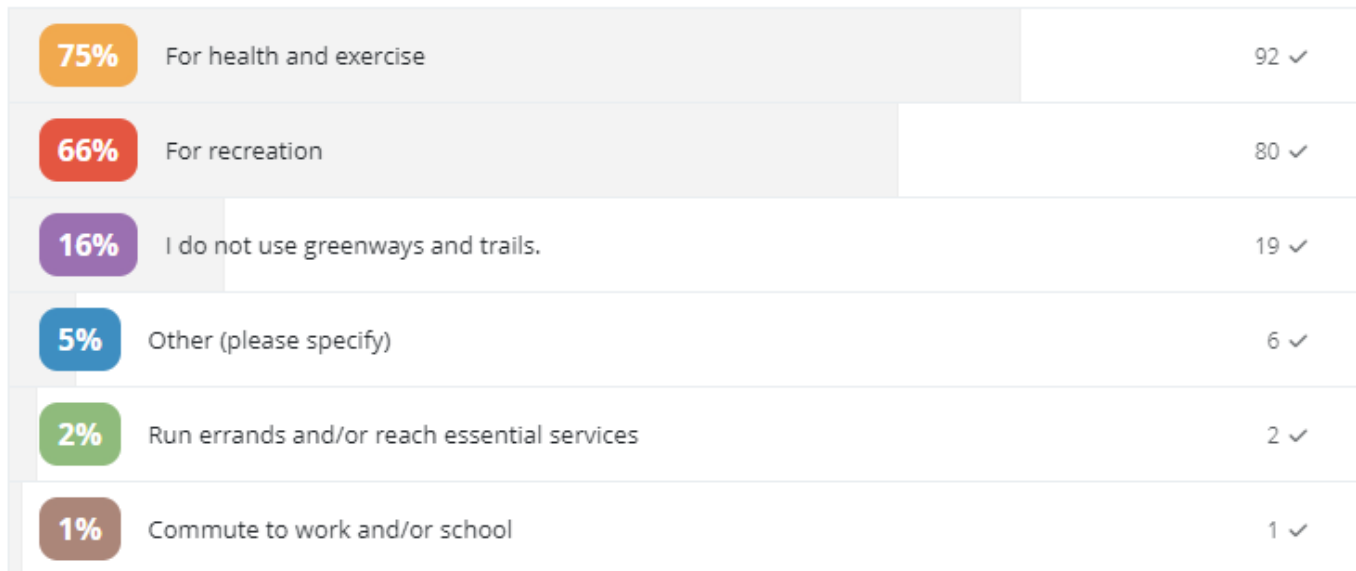 75% For health and exercise 92 ✓
66% For recreation 80 ✓
16% I do not use greenways and trails. 19 ✓
5% Other (please specify) 6 ✓
2% Run errands and/or reach essential services 2 ✓
1% Commute to work and/or school 1 ✓